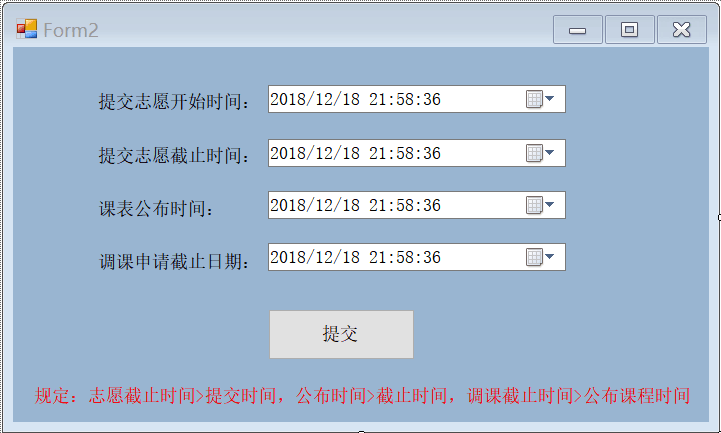 Form2
提交志愿开始时间: 2018/12/18 21:58:36
提交志愿截止时间: 2018/12/18 21:58:36
课表公布时间: 2018/12/18 21:58:36
调课申请截止日期: 2018/12/18 21:58:36
提交
规定: 志愿截止时间>提交时间, 公布时间>截止时间, 调课截止时间>公布课程时间